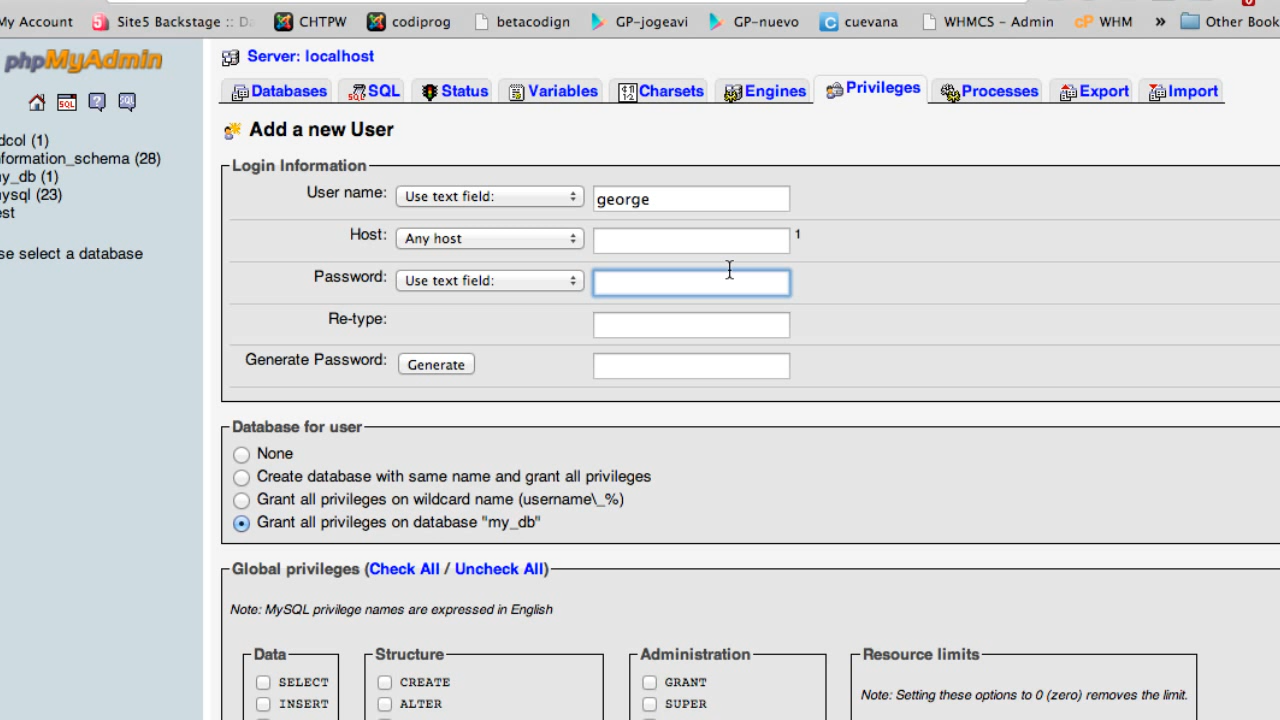 My Account Site5 Backstage :: Da CHTPW codiprog betacodign GP-jogeavi GP-nuevo cuevana WHMCS - Admin cP WHM » Other Book
phpMyAdmin
Server: localhost
SQL SQL
Databases SQL Status Variables Charsets Engines Privileges Processes Export Import
Add a new User
dcol (1)
nformation_schema (28)
y_db (1)
ysql (23)
est
se select a database
Login Information
User name: Use text field: george
Host: Any host 1
Password: Use text field:
Re-type:
Generate Password: Generate
Database for user
None
Create database with same name and grant all privileges
Grant all privileges on wildcard name (username\_%)
Grant all privileges on database "my_db"
Global privileges (Check All / Uncheck All)
Note: MySQL privilege names are expressed in English
Data Structure Administration Resource limits
SELECT CREATE GRANT
Note: Setting these options to 0 (zero) removes the limit.
INSERT ALTER SUPER